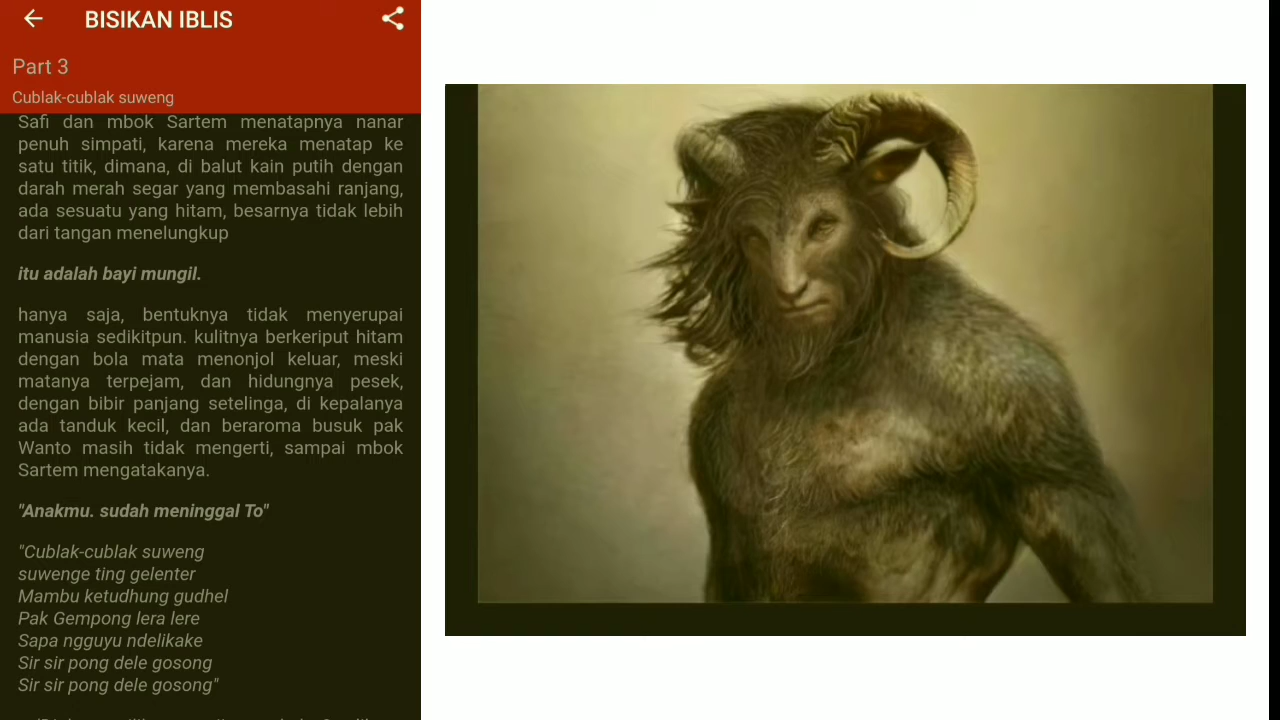 BISIKAN IBLIS
Part 3
Cublak-cublak suweng
Safi dan mbok Sartem menatapnya nanar
penuh simpati, karena mereka menatap ke
satu titik, dimana, di balut kain putih dengan
darah merah segar yang membasahi ranjang,
ada sesuatu yang hitam, besarnya tidak lebih
dari tangan menelungkup
itu adalah bayi mungil.
hanya saja, bentuknya tidak menyerupai
manusia sedikitpun. kulitnya berkeriput hitam
dengan bola mata menonjol keluar, meski
matanya terpejam, dan hidungnya pesek,
dengan bibir panjang setelinga, di kepalanya
ada tanduk kecil, dan beraroma busuk pak
Wanto masih tidak mengerti, sampai mbok
Sartem mengatakanya.
"Anakmu. sudah meninggal To"
"Cublak-cublak suweng
suwenge ting gelenter
Mambu ketudhung gudhel
Pak Gempong lera lere
Sapa ngguyu ndelikake
Sir sir pong dele gosong
Sir sir pong dele gosong"